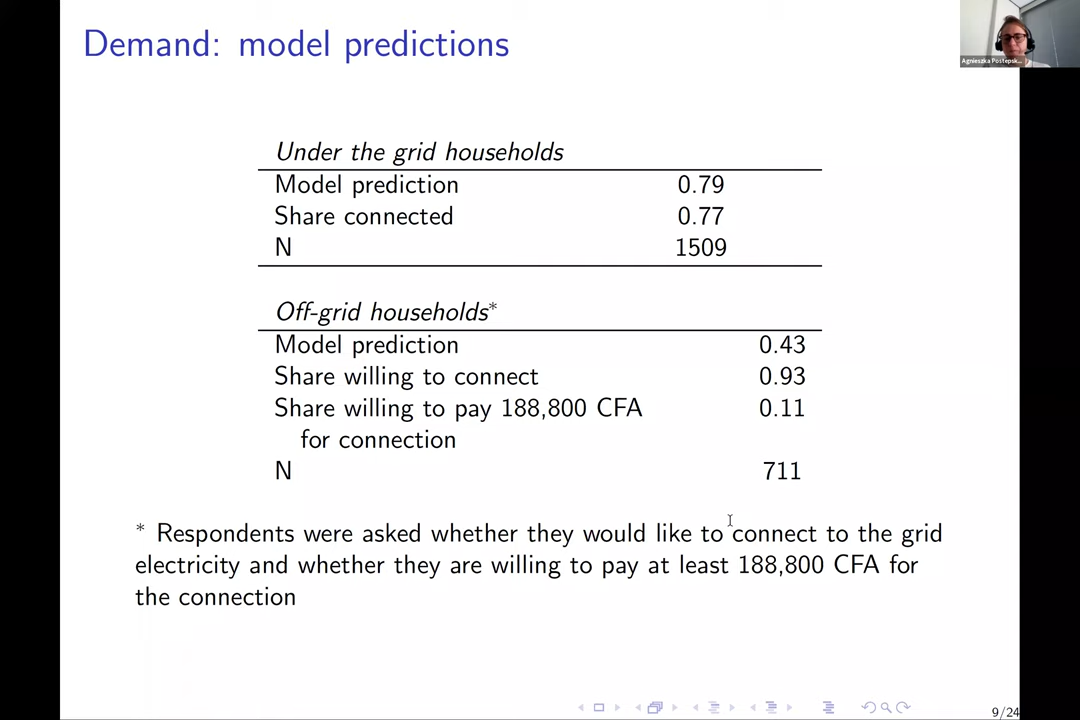 Demand: model predictions
Agnieszka Postepsk...
Under the grid households
Model prediction 0.79
Share connected 0.77
N 1509
Off-grid households*
Model prediction 0.43
Share willing to connect 0.93
Share willing to pay 188,800 CFA 0.11
for connection
N 711
* Respondents were asked whether they would like to connect to the grid
electricity and whether they are willing to pay at least 188,800 CFA for
the connection
9/24